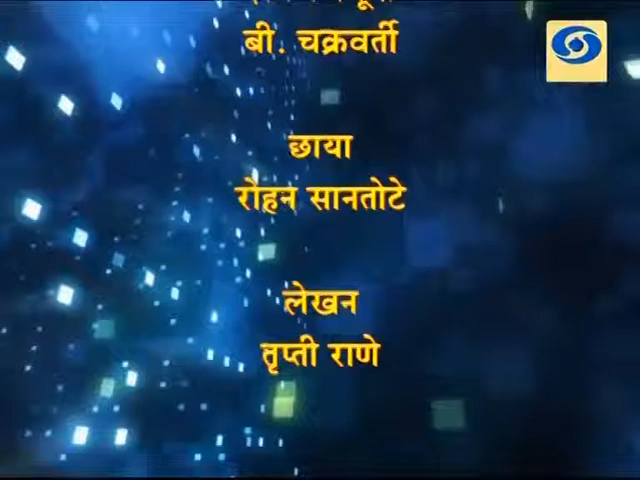 बी. चक्रवर्ती
छाया
रोहन सानतोटे
लेखन
तृप्ती राणे